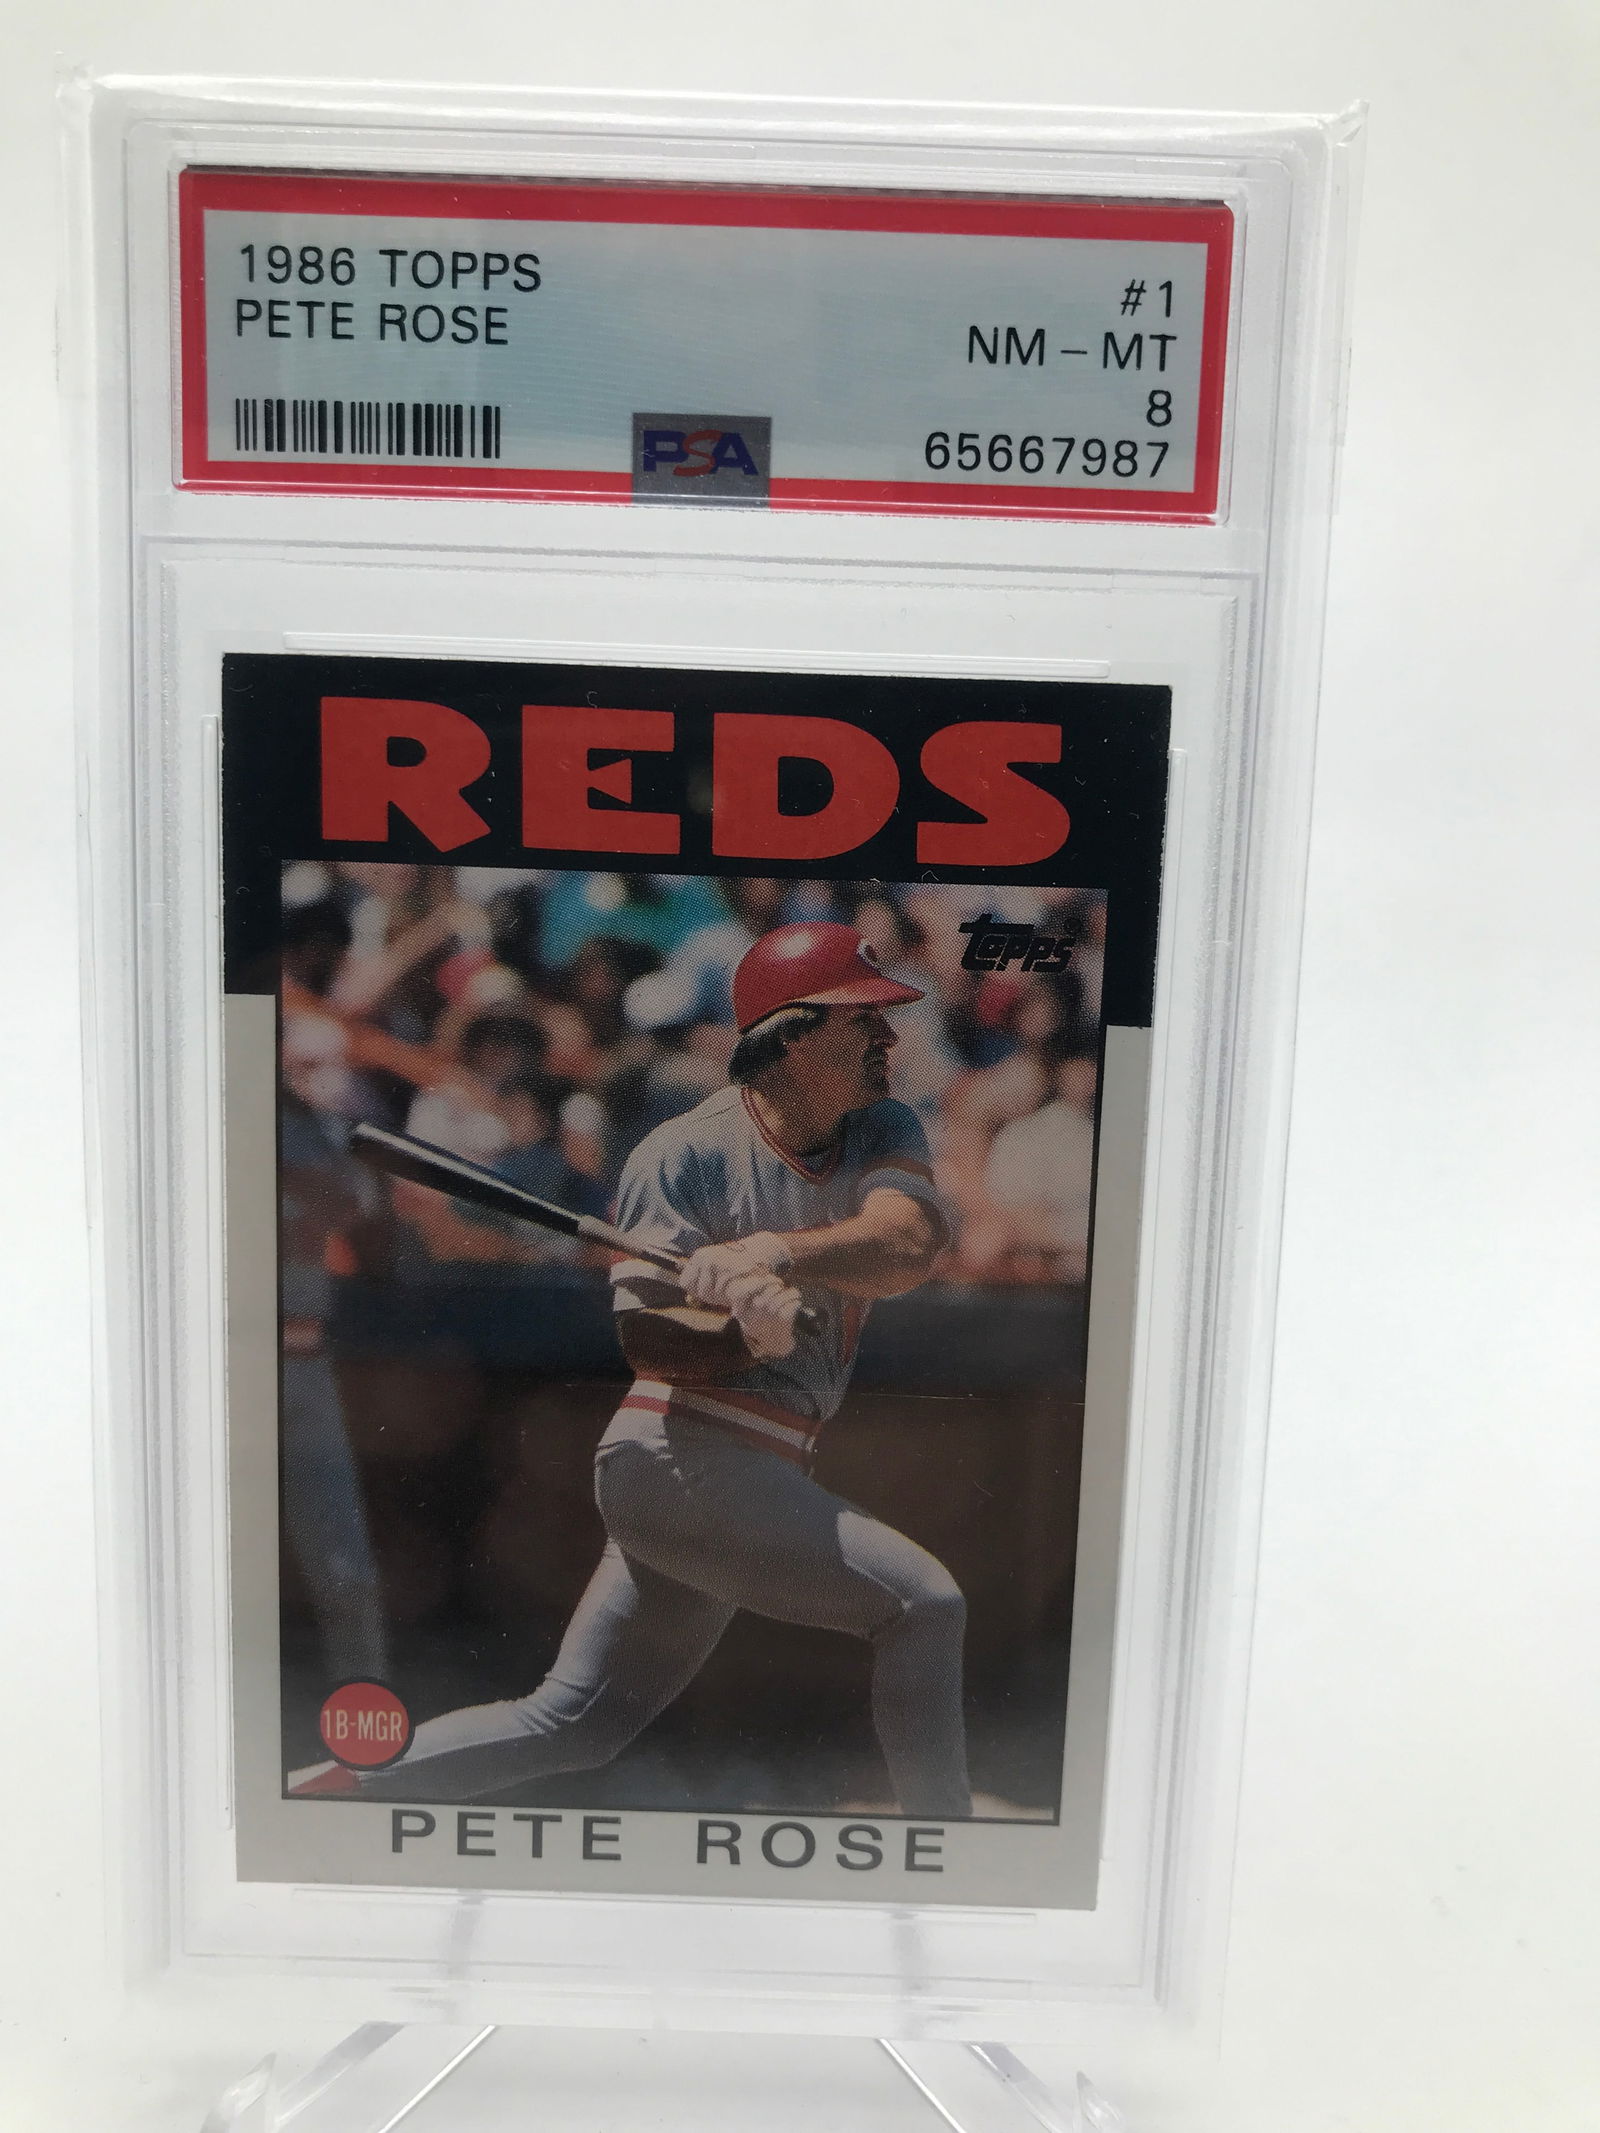 1986 TOPPS
PETE ROSE
#1
NM - MT
8
65667987
PSA
REDS
topps
1B-MGR
PETE ROSE